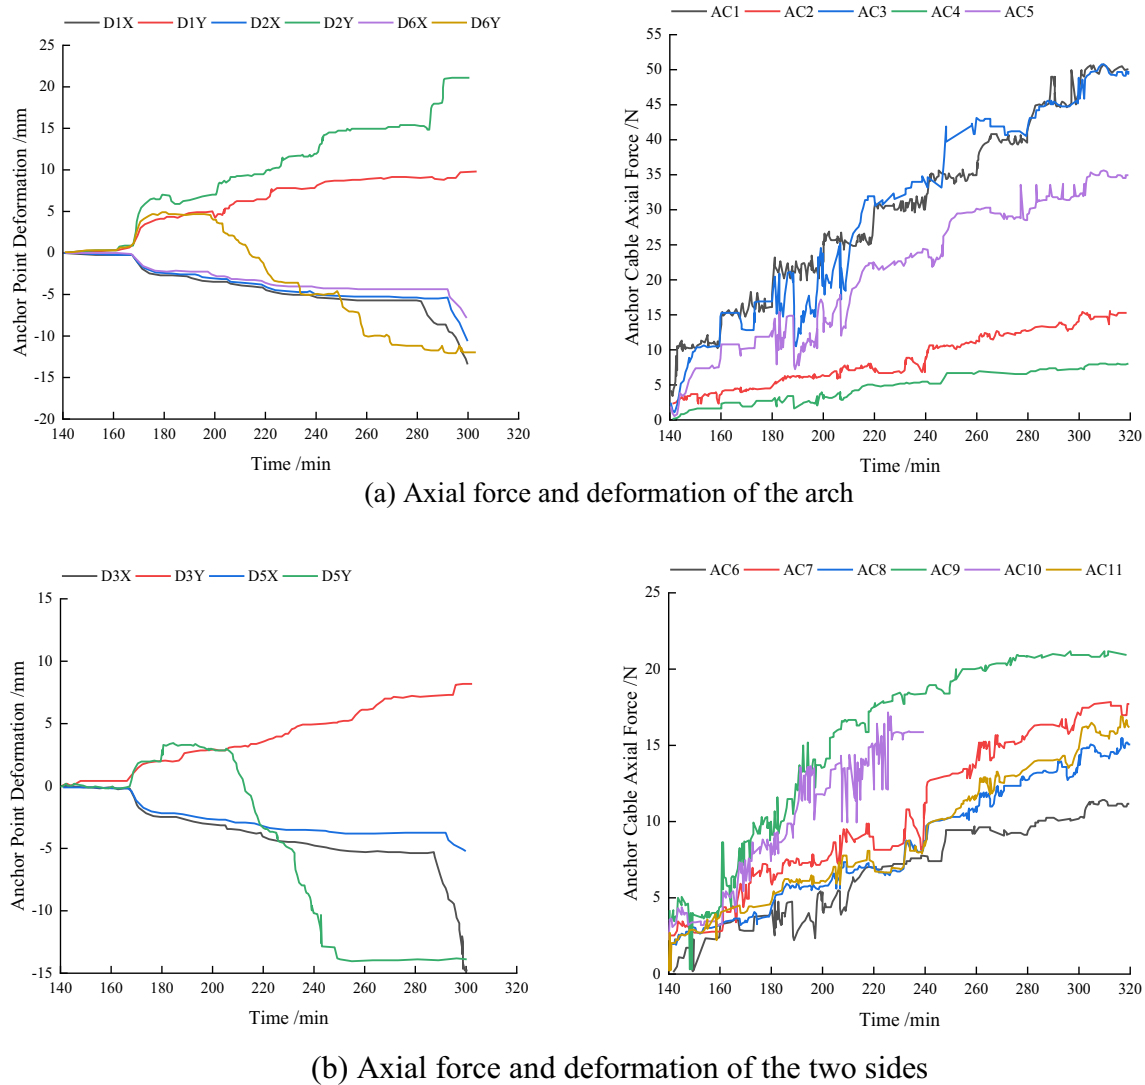 D1X D1Y D2X D2Y D6X D6Y
25
20
15
10
5
0
-5
-10
-15
-20
140 160 180 200 220 240 260 280 300 320
Anchor Point Deformation /mm
Time /min
AC1 AC2 AC3 AC4 AC5
50
45
40
35
30
25
20
15
10
5
0
140 160 180 200 220 240 260 280 300 320
Anchor Cable Axial Force /N
Time /min
(a) Axial force and deformation of the arch
D3X D3Y D5X D5Y
15
10
5
0
-5
-10
-15
140 160 180 200 220 240 260 280 300 320
Anchor Point Deformation /mm
Time /min
AC6 AC7 AC8 AC9 AC10 AC11
25
20
15
10
5
0
140 160 180 200 220 240 260 280 300 320
Anchor Cable Axial Force /N
Time /min
(b) Axial force and deformation of the two sides